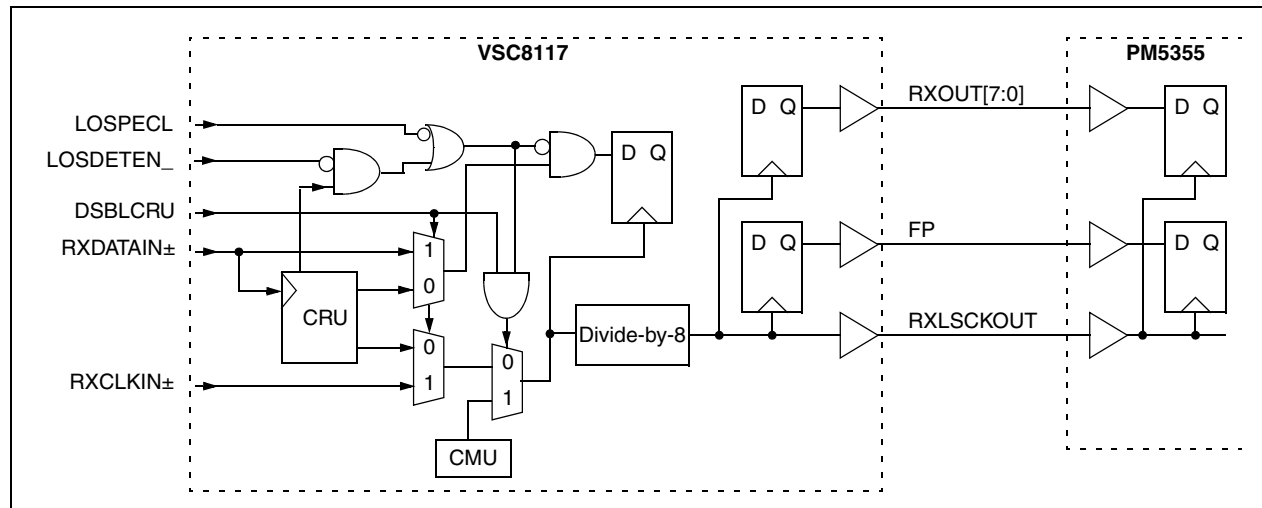 VSC8117
PM5355
LOSPECL
LOSDETEN_
DSBLCRU
RXDATAIN±
RXCLKIN±
1
0
CRU
0
1
0
1
CMU
D Q
Divide-by-8
D Q
D Q
RXOUT[7:0]
FP
RXLSCKOUT
D Q
D Q